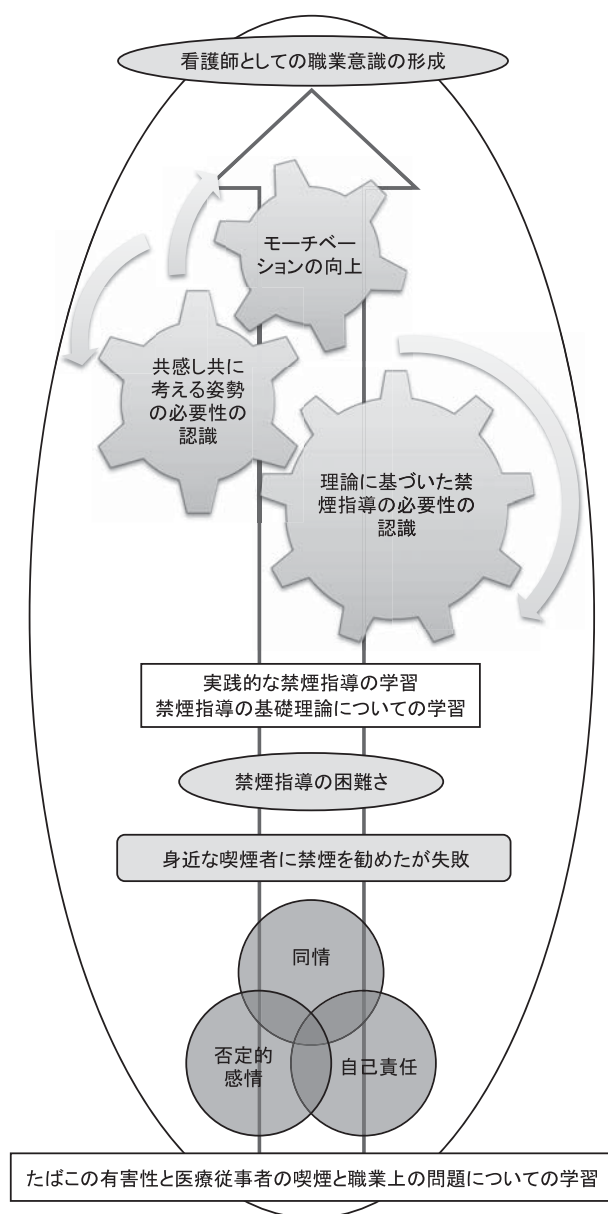 看護師としての職業意識の形成
モーチベー
ションの向上
共感し共に
考える姿勢
の必要性の
認識
理論に基づいた禁
煙指導の必要性の
認識
実践的な禁煙指導の学習
禁煙指導の基礎理論についての学習
禁煙指導の困難さ
身近な喫煙者に禁煙を勧めたが失敗
同情
否定的
感情
自己責任
たばこの有害性と医療従事者の喫煙と職業上の問題についての学習